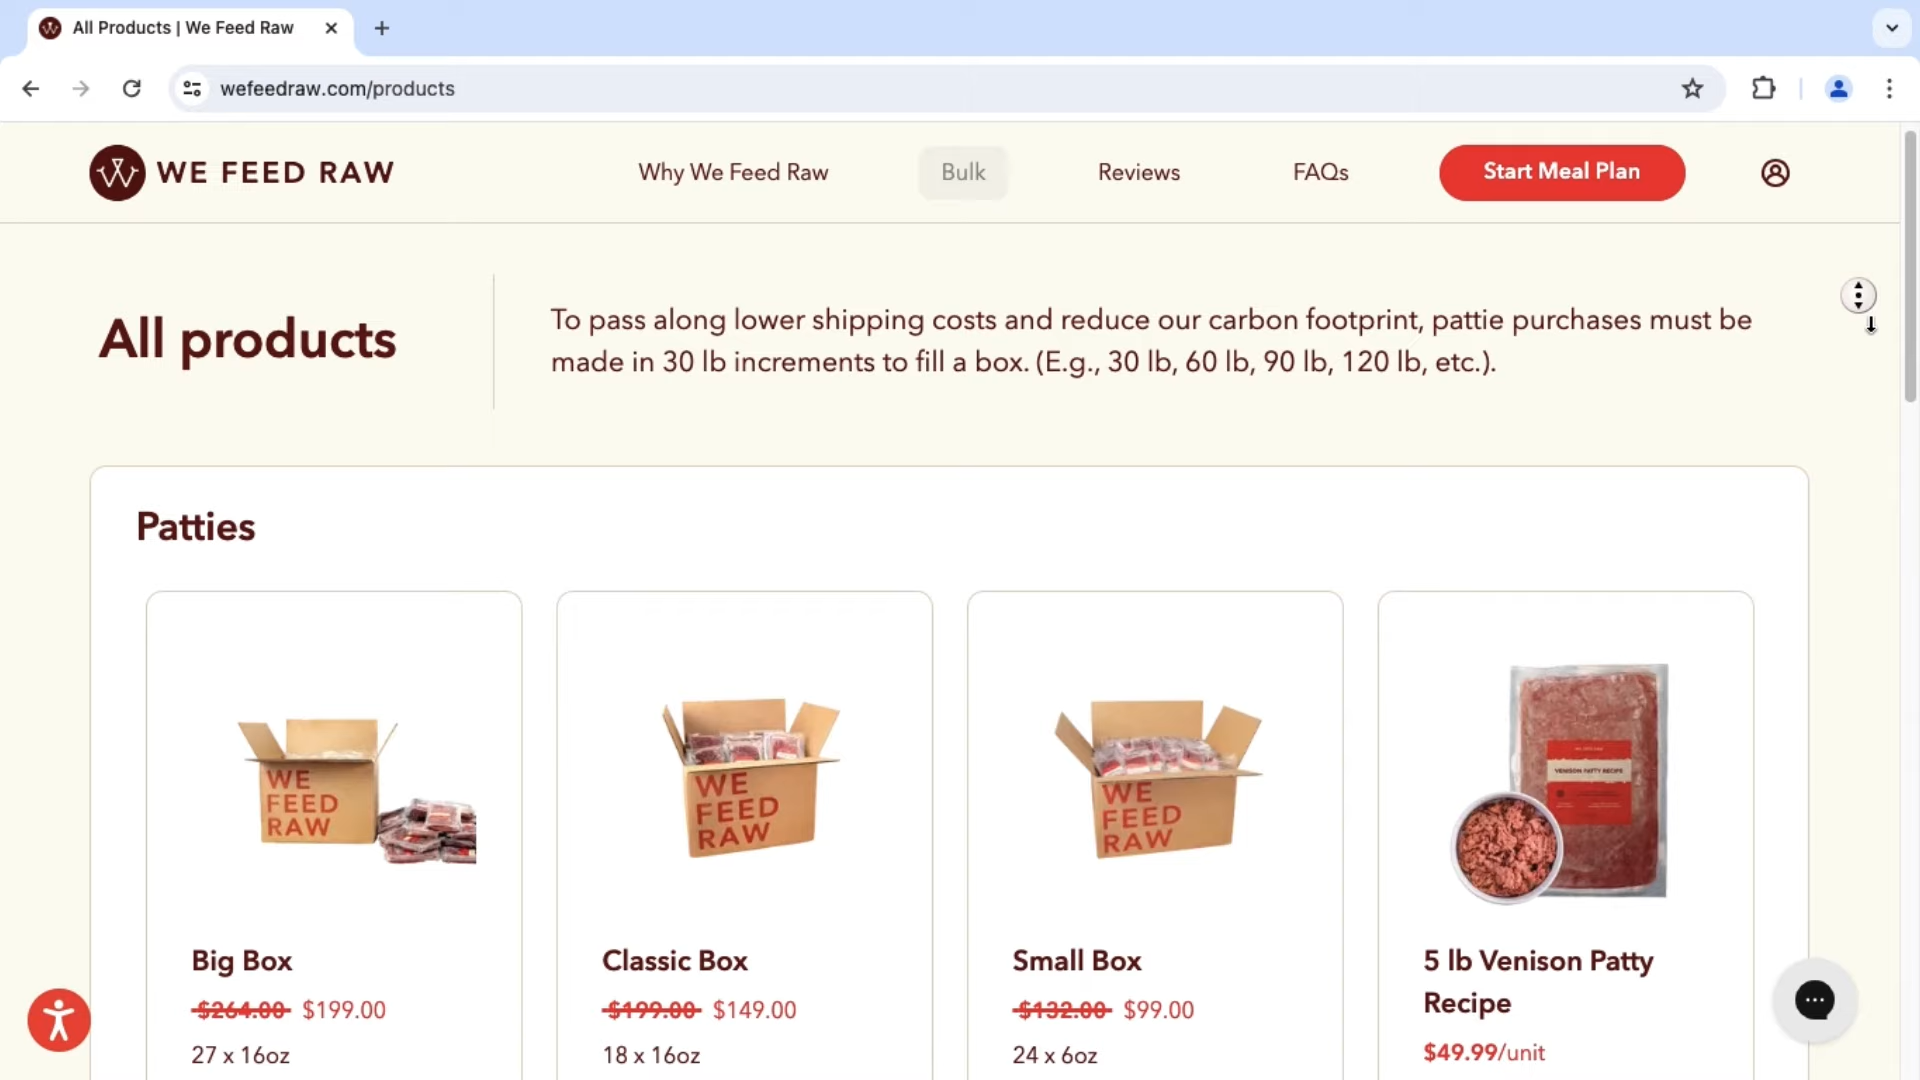 All Products | We Feed Raw
wefeedraw.com/products
WE FEED RAW
Why We Feed Raw
Bulk
Reviews
FAQs
Start Meal Plan
All products
To pass along lower shipping costs and reduce our carbon footprint, pattie purchases must be
made in 30 lb increments to fill a box. (E.g., 30 lb, 60 lb, 90 lb, 120 lb, etc.).
Patties
WE
FEED
RAW
WE
FEED
RAW
WE
FEED
RAW
VENISON PATTY RECIPE
Big Box
$264.00 $199.00
27 x 16oz
Classic Box
$199.00 $149.00
18 x 16oz
Small Box
$132.00 $99.00
24 x 6oz
5 lb Venison Patty
Recipe
$49.99/unit